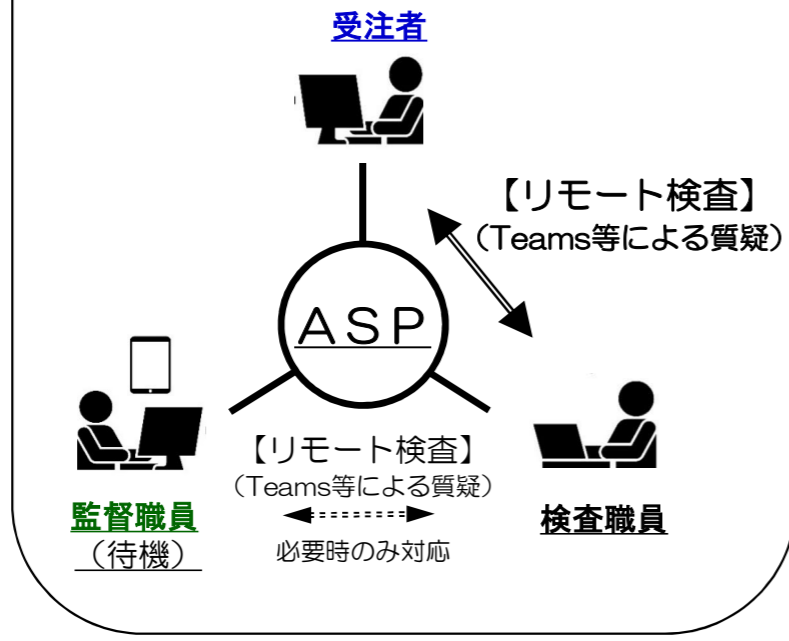 受注者
【リモート検査】
（Teams等による質疑）
ASP
【リモート検査】
（Teams等による質疑）
必要時のみ対応
監督職員
（待機）
検査職員